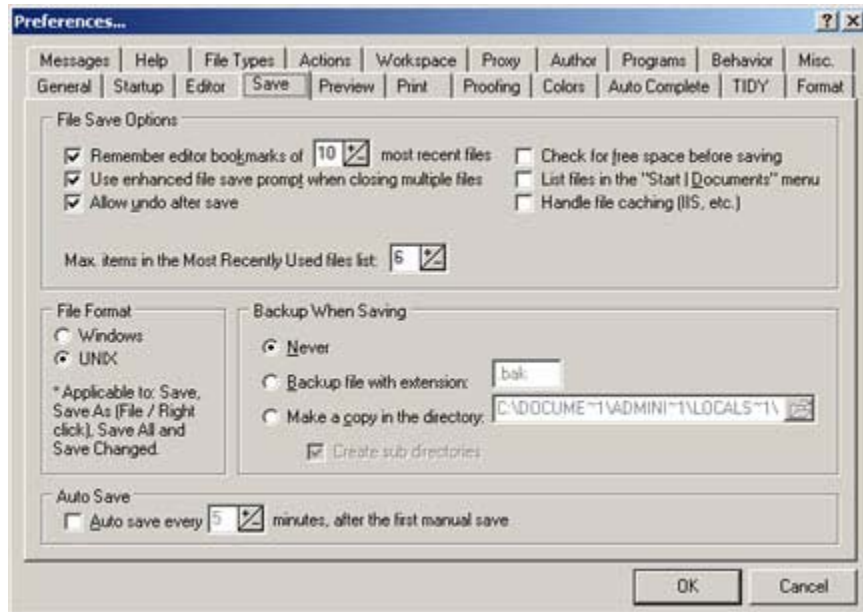 Preferences...
Messages Help File Types Actions Workspace Proxy Author Programs Behavior Misc.
General Startup Editor Save Preview Print Proofing Colors Auto Complete TIDY Format
File Save Options
Remember editor bookmarks of 10 most recent files
Use enhanced file save prompt when closing multiple files
Allow undo after save
Check for free space before saving
List files in the "Start | Documents" menu
Handle file caching (IIS, etc.)
Max. items in the Most Recently Used files list: 6
File Format
Windows
UNIX
* Applicable to: Save,
Save As (File / Right
click), Save All and
Save Changed.
Backup When Saving
Never
Backup file with extension: .bak
Make a copy in the directory: C:\DOCUME~1\ADMINI~1\LOCALS~1\
Create sub directories
Auto Save
Auto save every 5 minutes, after the first manual save
OK Cancel